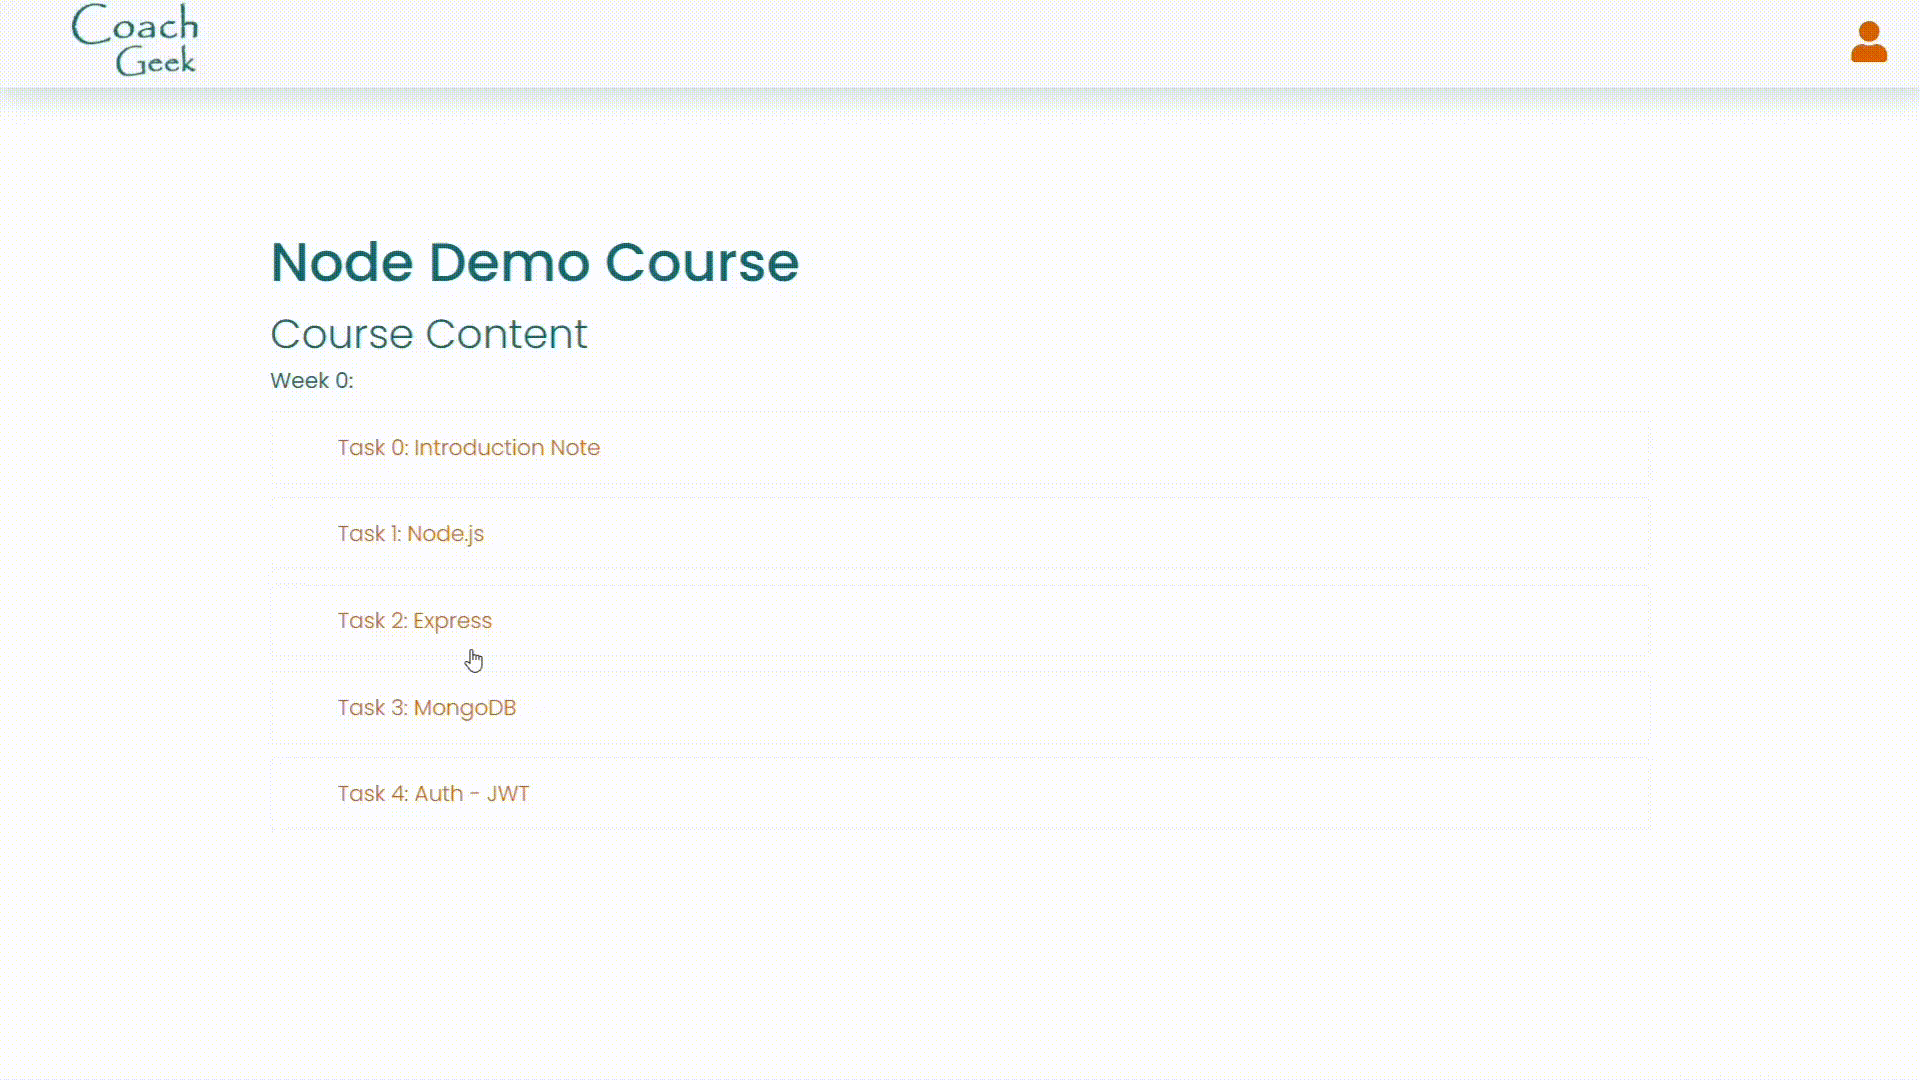 Coach
Geek
Node Demo Course
Course Content
Week 0:
Task 0: Introduction Note
Task 1: Node.js
Task 2: Express
Task 3: MongoDB
Task 4: Auth - JWT